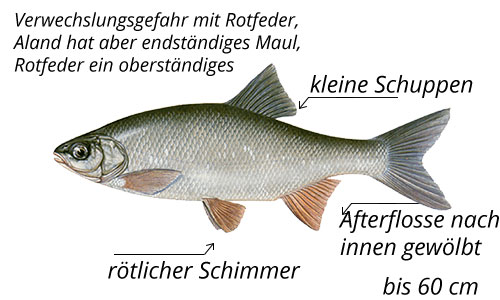 Verwechslungsgefahr mit Rotfeder,
Aland hat aber endständiges Maul,
Rotfeder ein oberständiges
kleine Schuppen
Afterflosse nach
innen gewölbt
rötlicher Schimmer
bis 60 cm